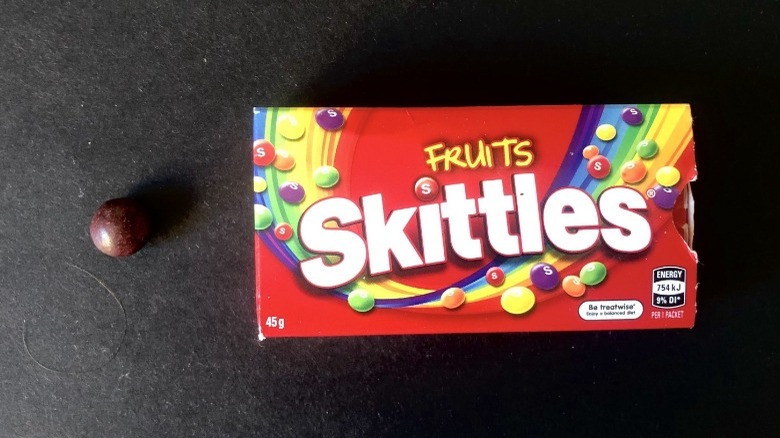 FRUITS
Skittles®
45g
Be treatwise®
Enjoy a balanced diet
ENERGY
754 kJ
9% DI*
PER 1 PACKET